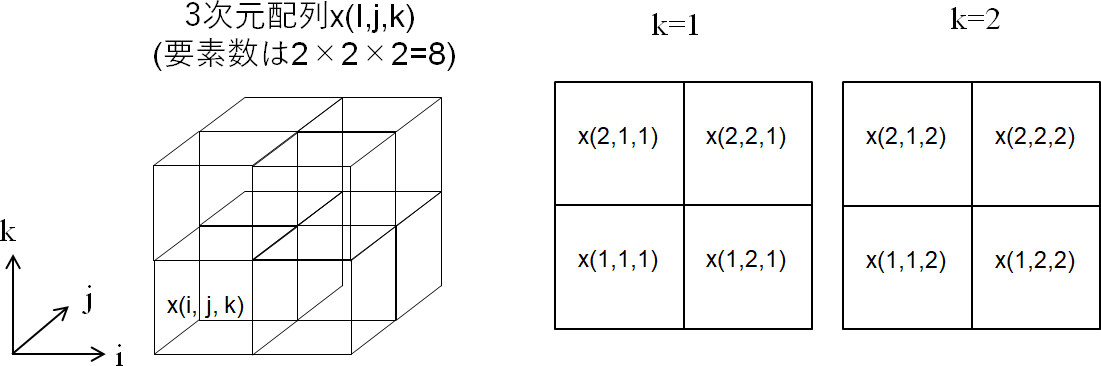 3次元配列x(I,j,k)
(要素数は2×2×2=8)
k
j
i
x(i, j, k)
k=1
x(2,1,1) x(2,2,1)
x(1,1,1) x(1,2,1)
k=2
x(2,1,2) x(2,2,2)
x(1,1,2) x(1,2,2)